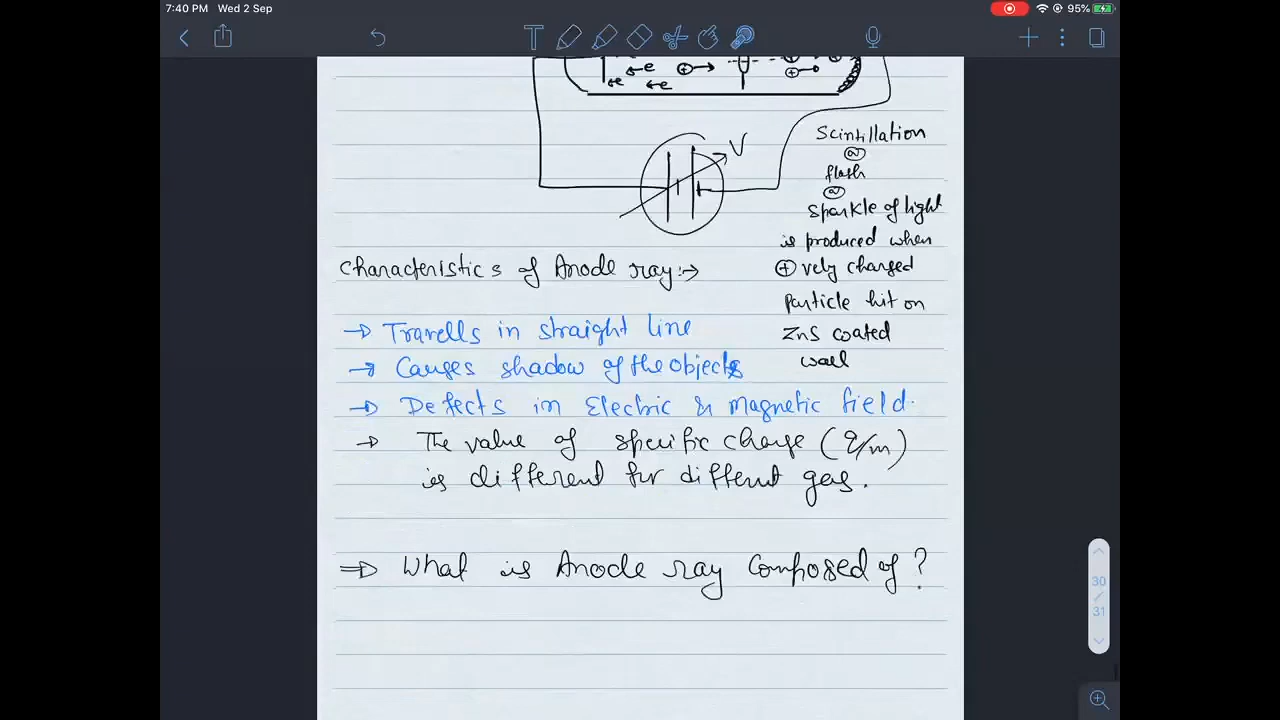 7:40 PM Wed 2 Sep
95%
T
e
e
e
V
Scintillation
flash
Sparkle of light
is produced when
⊕vely charged
Particle hit on
ZnS coated
wall
Characteristics of Anode ray:→
→ Travells in straight line
→ Causes shadow of the objects
→ Deflects in Electric & Magnetic field.
→ The value of specific charge (q/m)
is different for different gas.
⇒ What is Anode ray Composed of?
30
/
31